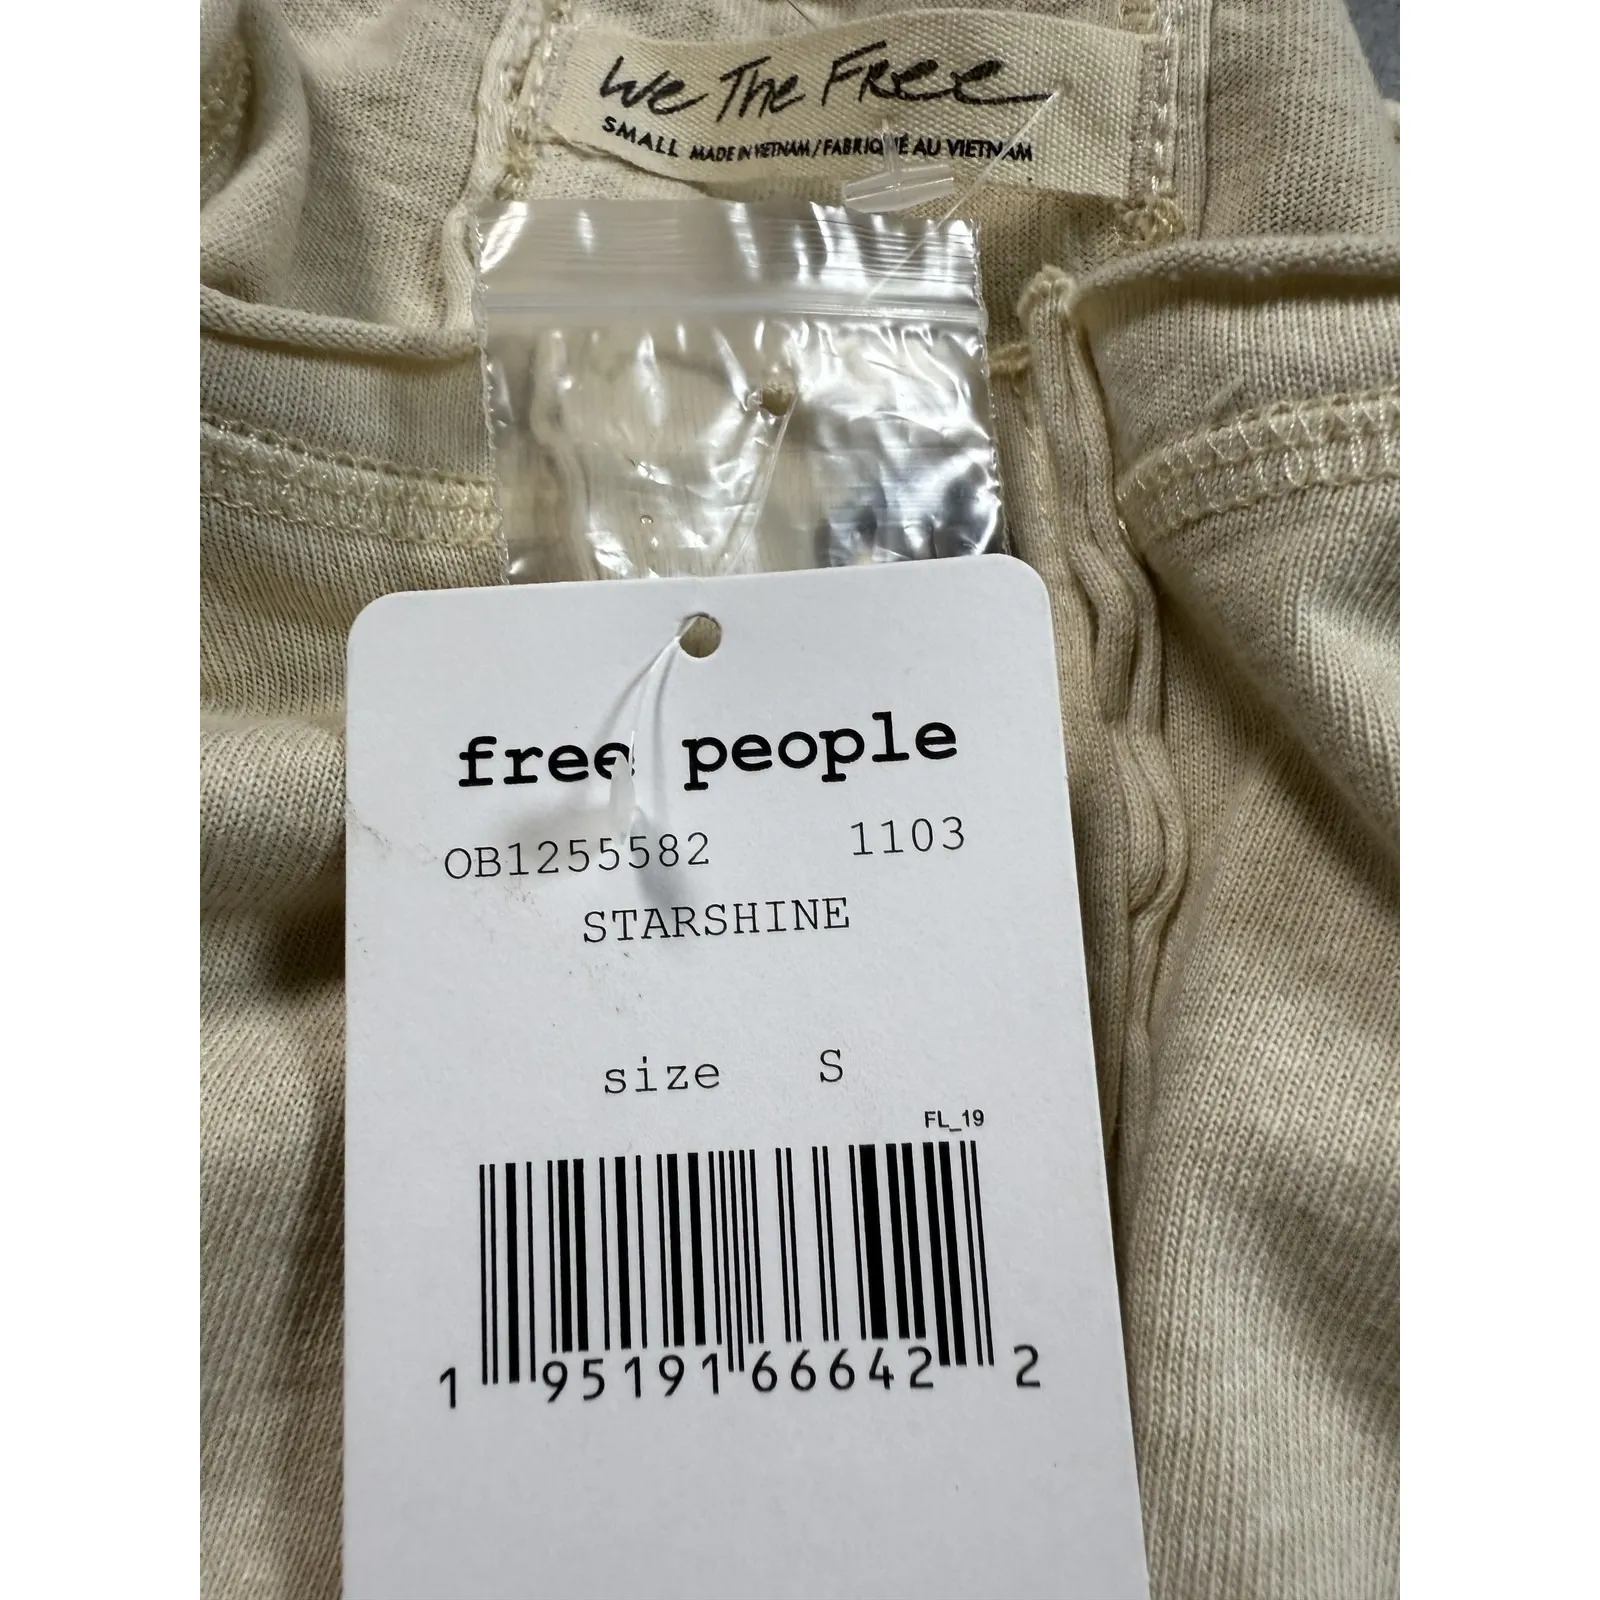 We The Free
SMALL MADE IN VIETNAM / FABRIQUÉ AU VIETNAM
free people
OB1255582 1103
STARSHINE
size S
FL_19
1 95191 66642 2